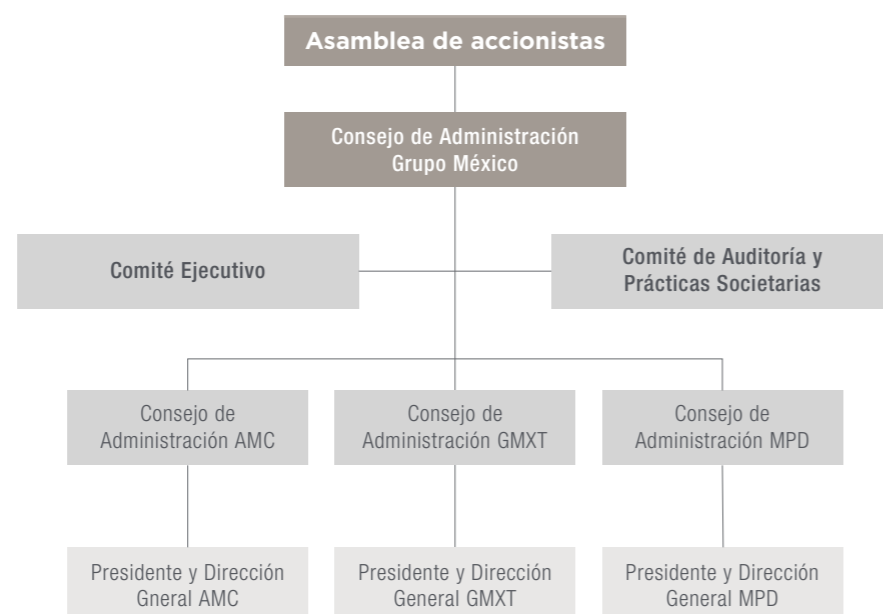 Asamblea de accionistas
Consejo de Administración
Grupo México
Comité Ejecutivo
Comité de Auditoría y
Prácticas Societarias
Consejo de
Administración AMC
Consejo de
Administración GMXT
Consejo de
Administración MPD
Presidente y Dirección
Gneral AMC
Presidente y Dirección
General GMXT
Presidente y Dirección
General MPD